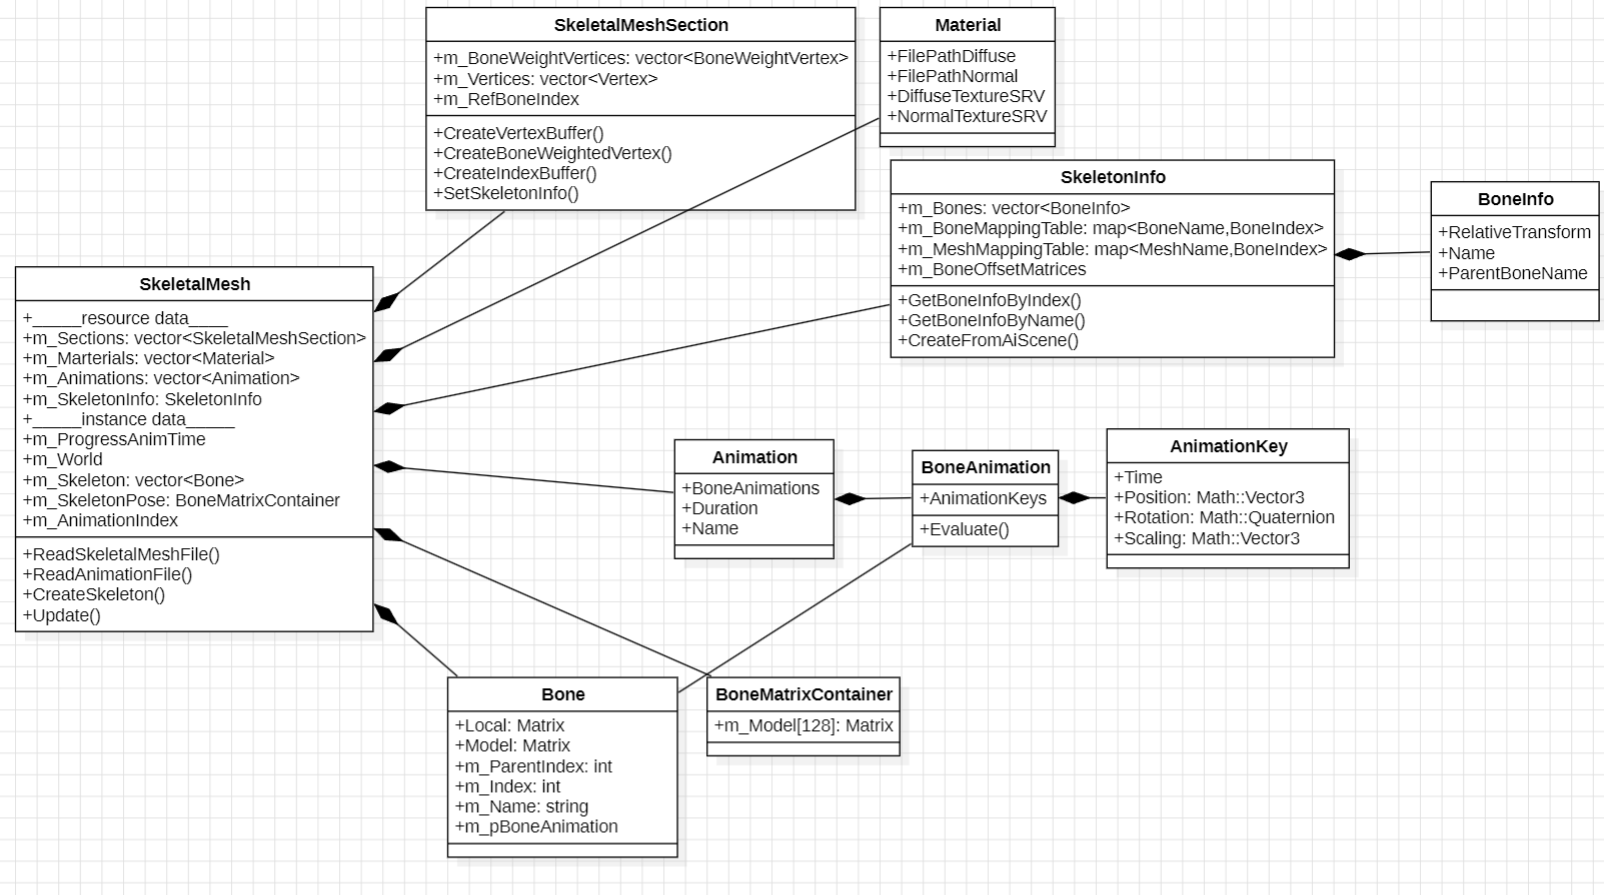 SkeletalMeshSection
+m_BoneWeightVertices: vector<BoneWeightVertex>
+m_Vertices: vector<Vertex>
+m_RefBoneIndex
+CreateVertexBuffer()
+CreateBoneWeightedVertex()
+CreateIndexBuffer()
+SetSkeletonInfo()
Material
+FilePathDiffuse
+FilePathNormal
+DiffuseTextureSRV
+NormalTextureSRV
SkeletonInfo
+m_Bones: vector<BoneInfo>
+m_BoneMappingTable: map<BoneName,BoneIndex>
+m_MeshMappingTable: map<MeshName,BoneIndex>
+m_BoneOffsetMatrices
+GetBoneInfoByIndex()
+GetBoneInfoByName()
+CreateFromAiScene()
BoneInfo
+RelativeTransform
+Name
+ParentBoneName
SkeletalMesh
+_____resource data____
+m_Sections: vector<SkeletalMeshSection>
+m_Marterials: vector<Material>
+m_Animations: vector<Animation>
+m_SkeletonInfo: SkeletonInfo
+_____instance data_____
+m_ProgressAnimTime
+m_World
+m_Skeleton: vector<Bone>
+m_SkeletonPose: BoneMatrixContainer
+m_AnimationIndex
+ReadSkeletalMeshFile()
+ReadAnimationFile()
+CreateSkeleton()
+Update()
Animation
+BoneAnimations
+Duration
+Name
BoneAnimation
+AnimationKeys
+Evaluate()
AnimationKey
+Time
+Position: Math::Vector3
+Rotation: Math::Quaternion
+Scaling: Math::Vector3
Bone
+Local: Matrix
+Model: Matrix
+m_ParentIndex: int
+m_Index: int
+m_Name: string
+m_pBoneAnimation
BoneMatrixContainer
+m_Model[128]: Matrix